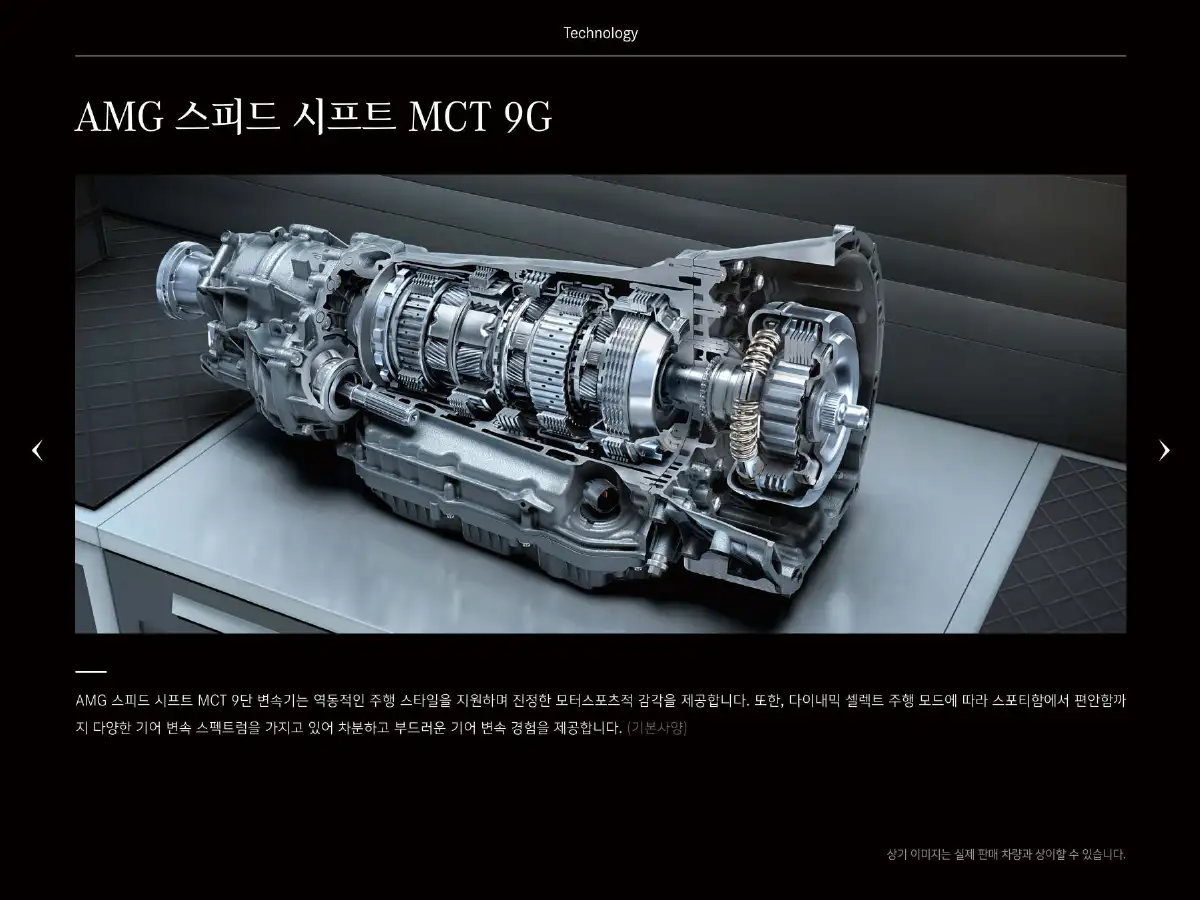 Technology
AMG 스피드 시프트 MCT 9G
AMG 스피드 시프트 MCT 9단 변속기는 역동적인 주행 스타일을 지원하며 진정한 모터스포츠적 감각을 제공합니다. 또한, 다이내믹 셀렉트 주행 모드에 따라 스포티함에서 편안함까
지 다양한 기어 변속 스펙트럼을 가지고 있어 차분하고 부드러운 기어 변속 경험을 제공합니다. (기본사양)
상기 이미지는 실제 판매 차량과 상이할 수 있습니다.